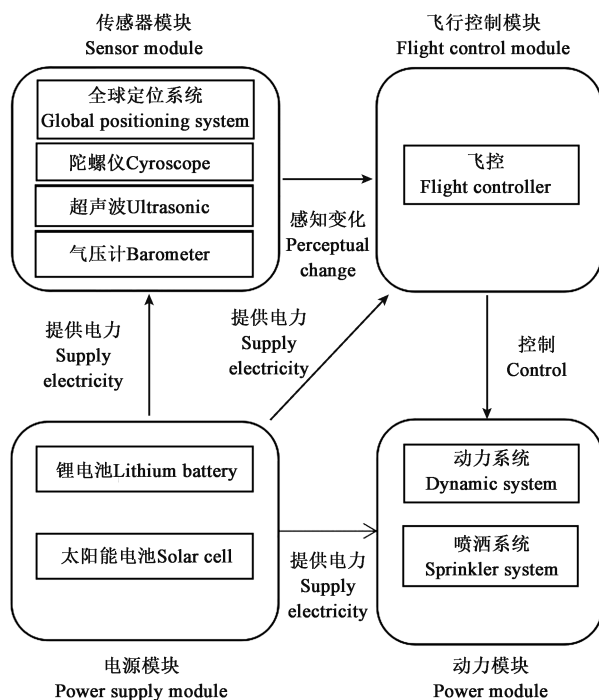 传感器模块
Sensor module
全球定位系统
Global positioning system
陀螺仪Cyroscope
超声波Ultrasonic
气压计Barometer
感知变化
Perceptual
change
飞行控制模块
Flight control module
飞控
Flight controller
提供电力
Supply
electricity
提供电力
Supply
electricity
控制
Control
锂电池Lithium battery
太阳能电池Solar cell
提供电力
Supply
electricity
动力系统
Dynamic system
喷洒系统
Sprinkler system
电源模块
Power supply module
动力模块
Power module